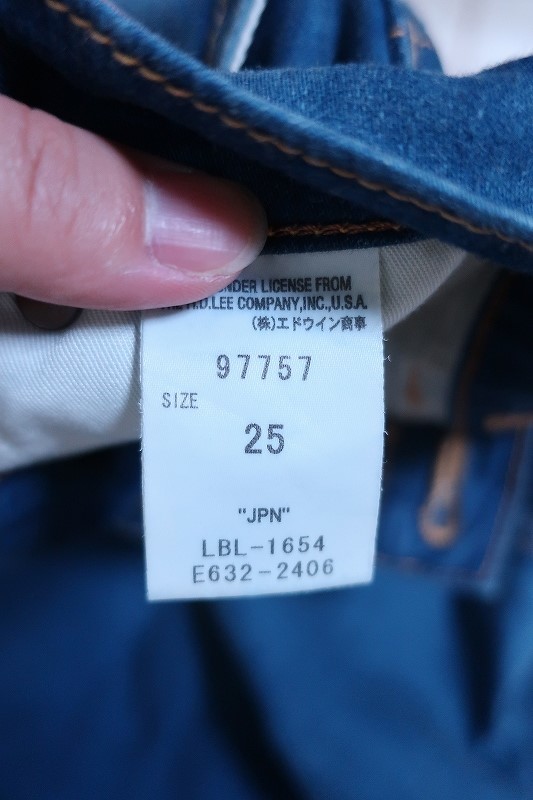 UNDER LICENSE FROM
H.D.LEE COMPANY,INC.,U.S.A.
(株)エドウイン商事
97757
SIZE
25
"JPN"
LBL-1654
E632-2406